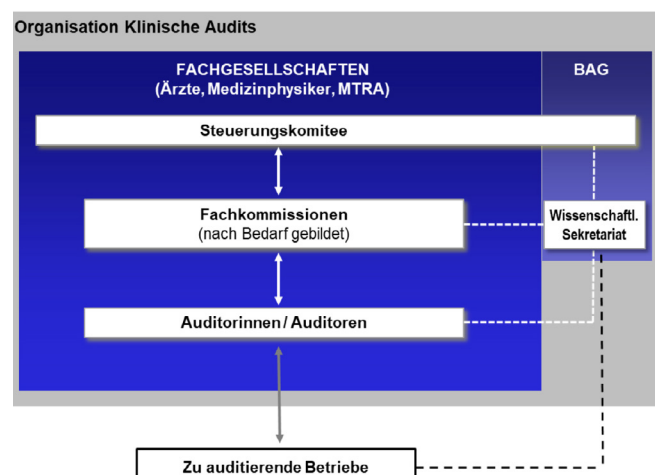 Organisation Klinische Audits
FACHGESELLSCHAFTEN
(Ärzte, Medizinphysiker, MTRA)
BAG
Steuerungskomitee
Fachkommissionen
(nach Bedarf gebildet)
Wissenschaftl.
Sekretariat
Auditorinnen / Auditoren
Zu auditierende Betriebe